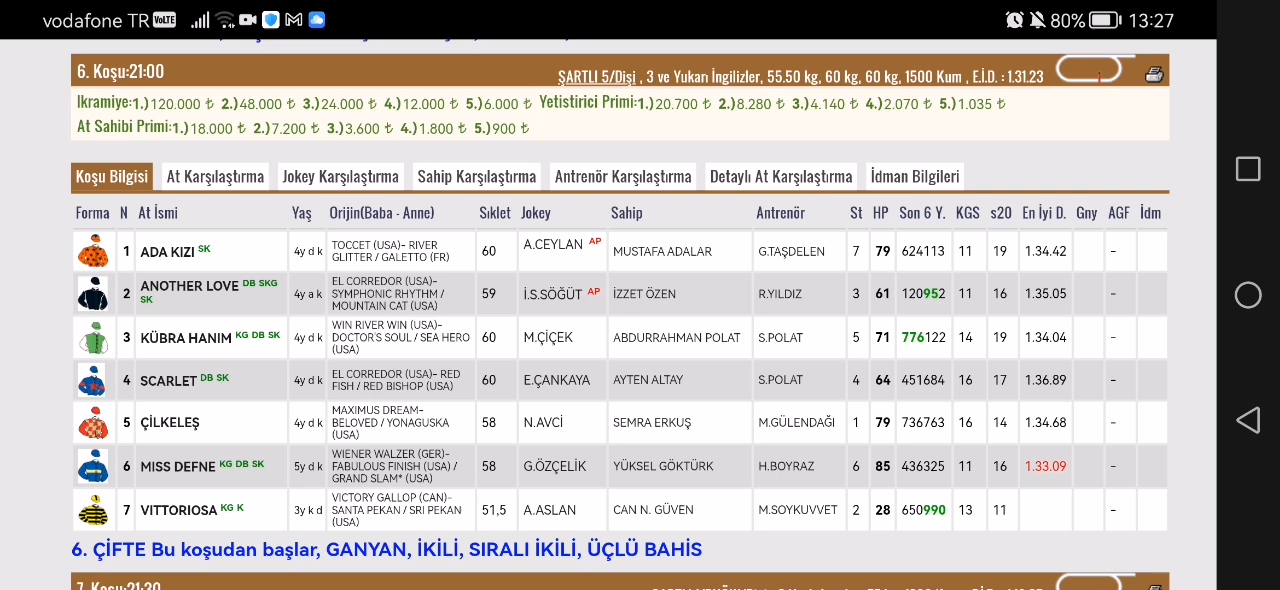 vodafone TR VoLTE 80% 13:27
6. Koşu:21:00
ŞARTLI 5/Dişi , 3 ve Yukarı İngilizler, 55.50 kg, 60 kg, 60 kg, 1500 Kum , E.İ.D. : 1.31.23
Ikramiye:1.)120.000 ₺ 2.)48.000 ₺ 3.)24.000 ₺ 4.)12.000 ₺ 5.)6.000 ₺ Yetistirici Primi:1.)20.700 ₺ 2.)8.280 ₺ 3.)4.140 ₺ 4.)2.070 ₺ 5.)1.035 ₺
At Sahibi Primi:1.)18.000 ₺ 2.)7.200 ₺ 3.)3.600 ₺ 4.)1.800 ₺ 5.)900 ₺
Koşu Bilgisi At Karşılaştırma Jokey Karşılaştırma Sahip Karşılaştırma Antrenör Karşılaştırma Detaylı At Karşılaştırma İdman Bilgileri
Forma N At İsmi Yaş Orijin(Baba - Anne) Sıklet Jokey Sahip Antrenör St HP Son 6 Y. KGS s20 En İyi D. Gny AGF İdm
1 ADA KIZI SK 4y d k TOCCET (USA)- RIVER GLITTER / GALETTO (FR) 60 A.CEYLAN AP MUSTAFA ADALAR G.TAŞDELEN 7 79 624113 11 19 1.34.42 -
2 ANOTHER LOVE DB SKG SK 4y a k EL CORREDOR (USA)- SYMPHONIC RHYTHM / MOUNTAIN CAT (USA) 59 İ.S.SÖĞÜT AP İZZET ÖZEN R.YILDIZ 3 61 120952 11 16 1.35.05 -
3 KÜBRA HANIM KG DB SK 4y d k WIN RIVER WIN (USA)- DOCTOR'S SOUL / SEA HERO (USA) 60 M.ÇİÇEK ABDURRAHMAN POLAT S.POLAT 5 71 776122 14 19 1.34.04 -
4 SCARLET DB SK 4y d k EL CORREDOR (USA)- RED FISH / RED BISHOP (USA) 60 E.ÇANKAYA AYTEN ALTAY S.POLAT 4 64 451684 16 17 1.36.89 -
5 ÇİLKELEŞ 4y d k MAXIMUS DREAM- BELOVED / YONAGUSKA (USA) 58 N.AVCİ SEMRA ERKUŞ M.GÜLENDAĞI 1 79 736763 16 14 1.34.68 -
6 MISS DEFNE KG DB SK 5y d k WIENER WALZER (GER)- FABULOUS FINISH (USA) / GRAND SLAM* (USA) 58 G.ÖZÇELİK YÜKSEL GÖKTÜRK H.BOYRAZ 6 85 436325 11 16 1.33.09 -
7 VITTORIOSA KG K 3y k d VICTORY GALLOP (CAN)- SANTA PEKAN / SRI PEKAN (USA) 51,5 A.ASLAN CAN N. GÜVEN M.SOYKUVVET 2 28 650990 13 11 -
6. ÇİFTE Bu koşudan başlar, GANYAN, İKİLİ, SIRALI İKİLİ, ÜÇLÜ BAHİS
7. Koşu:21:30